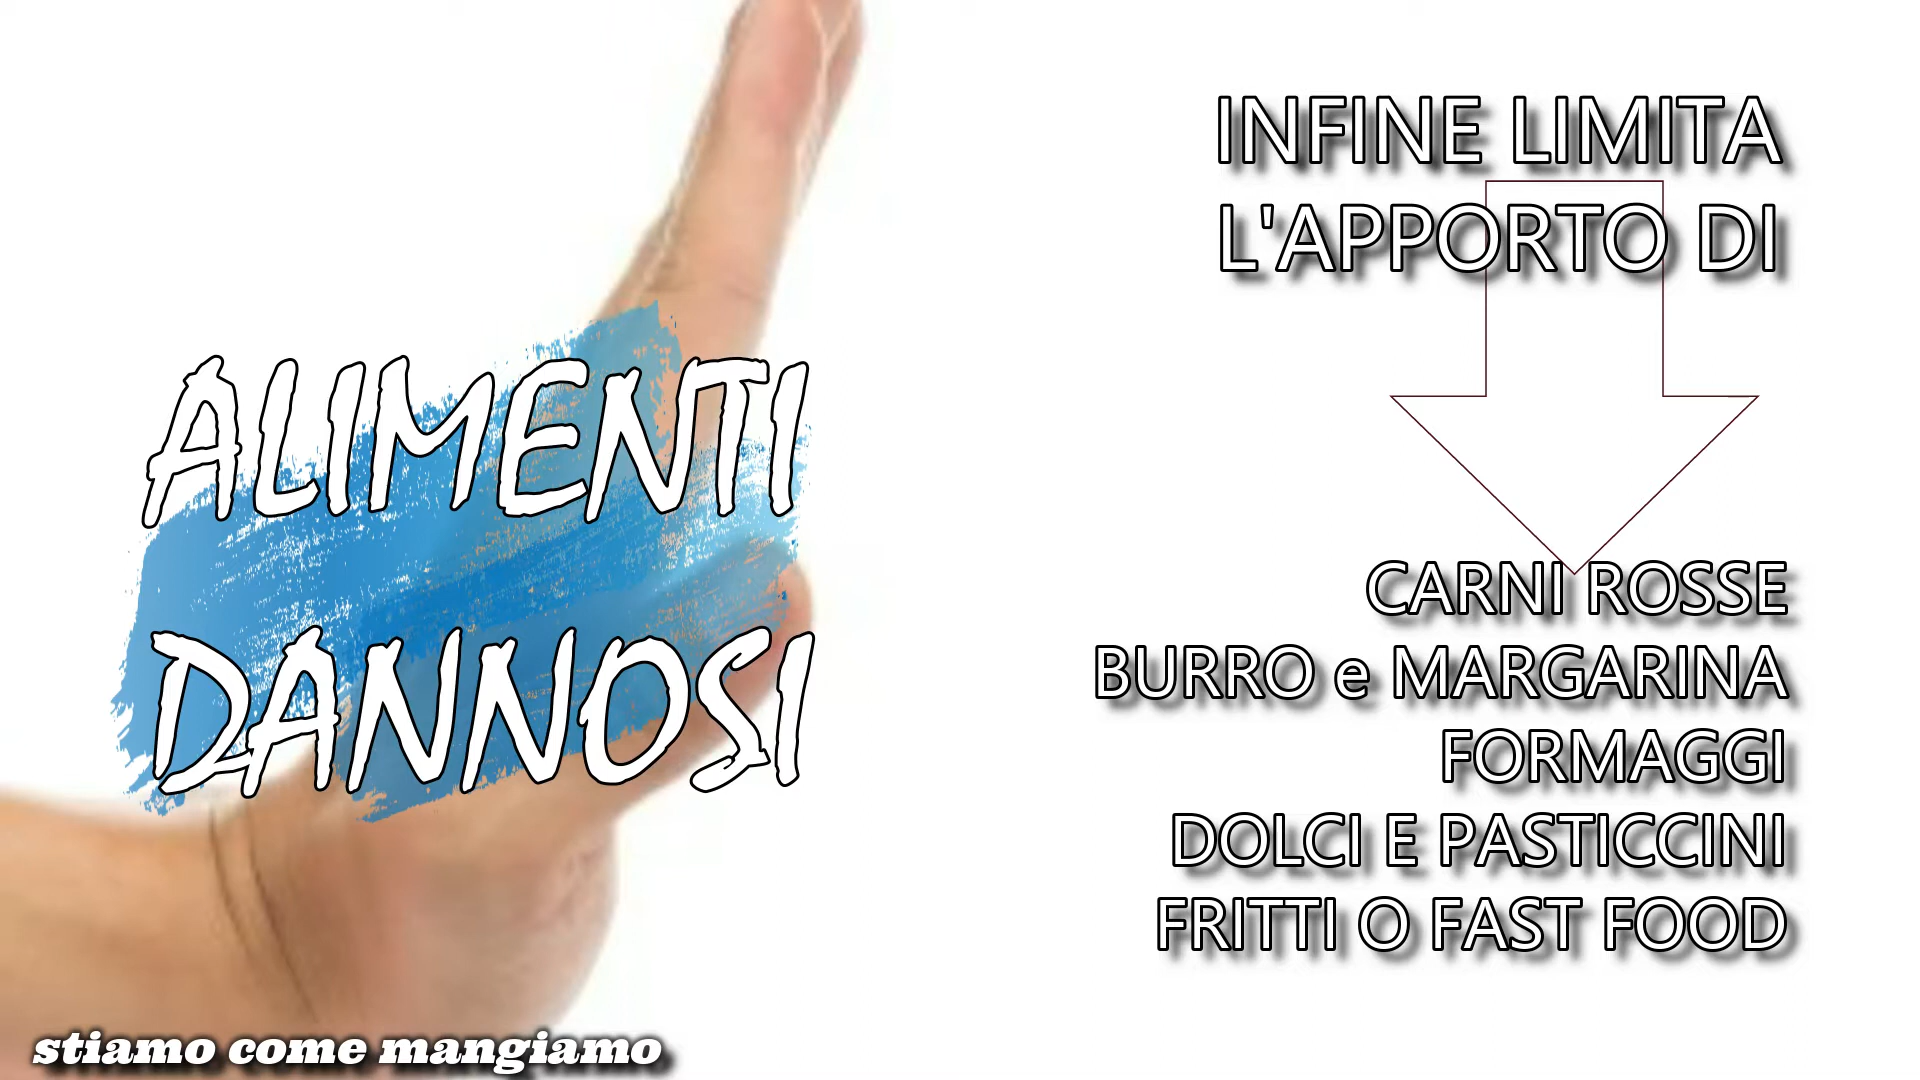 ALIMENTI
DANNOSI
INFINE LIMITA
L'APPORTO DI
CARNI ROSSE
BURRO e MARGARINA
FORMAGGI
DOLCI E PASTICCINI
FRITTI O FAST FOOD
stiamo come mangiamo